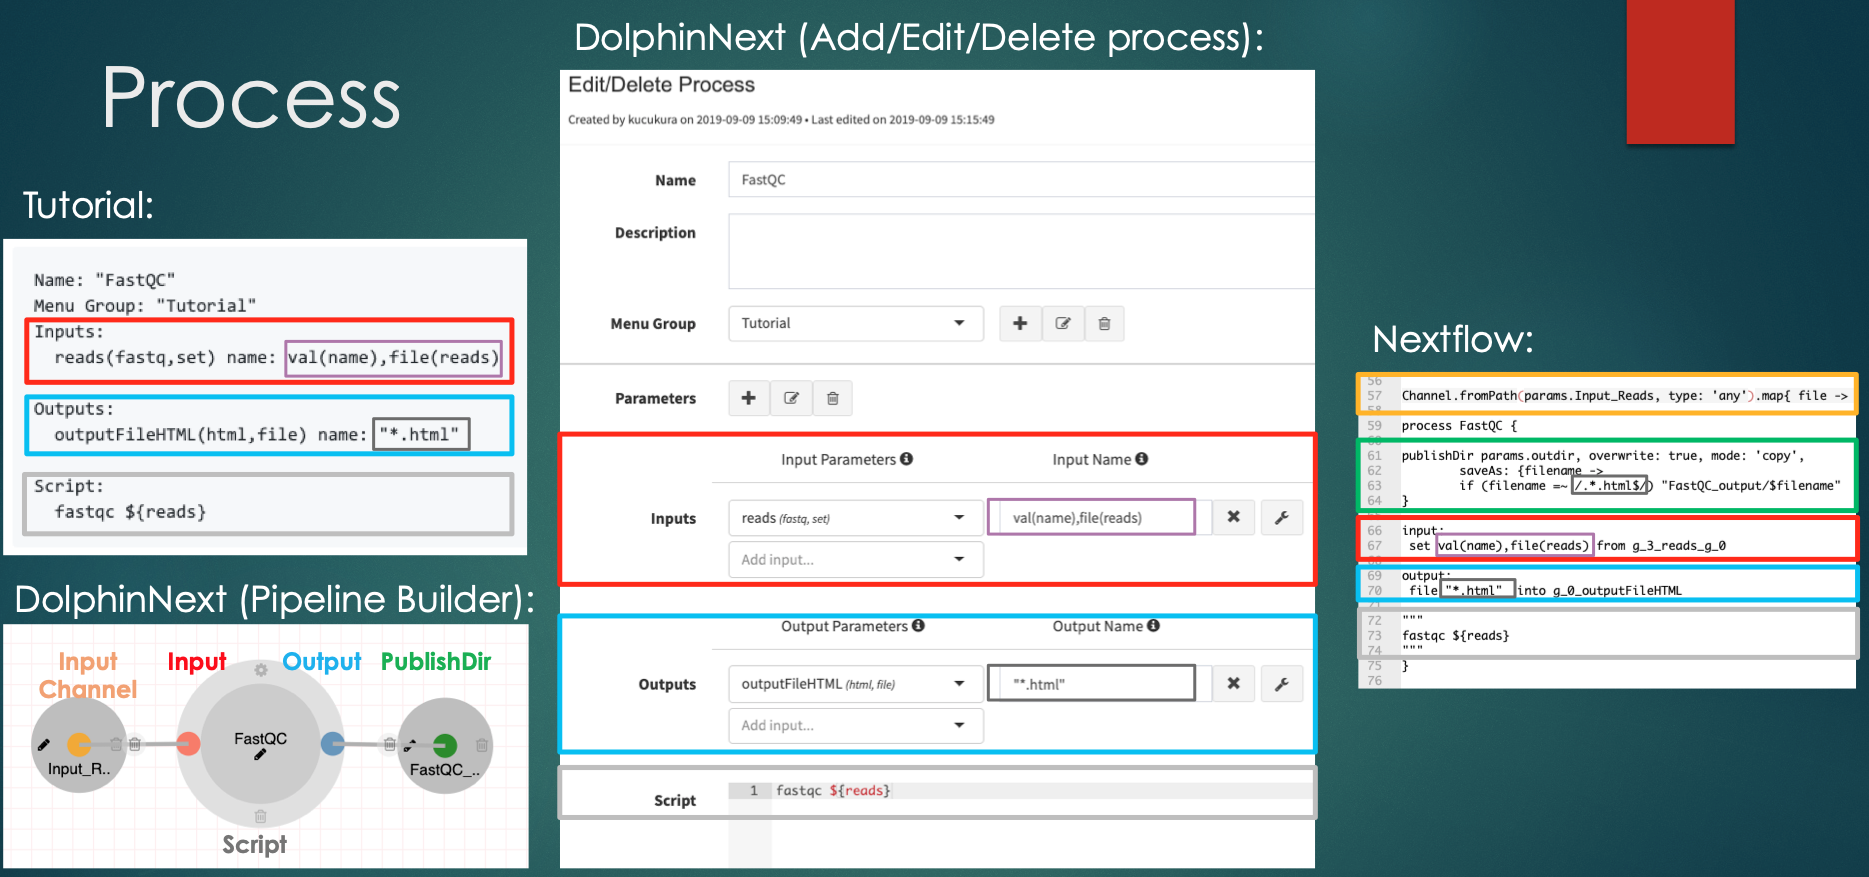 Process
Tutorial:
Name: "FastQC"
Menu Group: "Tutorial"
Inputs:
reads(fastq,set) name: val(name),file(reads)
Outputs:
outputFileHTML(html,file) name: "*.html"
Script:
fastqc ${reads}
DolphinNext (Pipeline Builder):
Input Channel
Input
Output
PublishDir
Input_R..
FastQC
FastQC_..
Script
DolphinNext (Add/Edit/Delete process):
Edit/Delete Process
Created by kucukura on 2019-09-09 15:09:49 • Last edited on 2019-09-09 15:15:49
Name
FastQC
Description
Menu Group
Tutorial
Parameters
Input Parameters
Input Name
Inputs
reads (fastq, set)
val(name),file(reads)
Add input...
Output Parameters
Output Name
Outputs
outputFileHTML (html, file)
"*.html"
Add input...
Script
1 fastqc ${reads}
Nextflow:
56
57 Channel.fromPath(params.Input_Reads, type: 'any').map{ file ->
58
59 process FastQC {
60
61 publishDir params.outdir, overwrite: true, mode: 'copy',
62 saveAs: {filename ->
63 if (filename =~ /.*.html$/) "FastQC_output/$filename"
64 }
66 input:
67 set val(name),file(reads) from g_3_reads_g_0
69 output:
70 file "*.html" into g_0_outputFileHTML
71
72 """
73 fastqc ${reads}
74 """
75 }
76